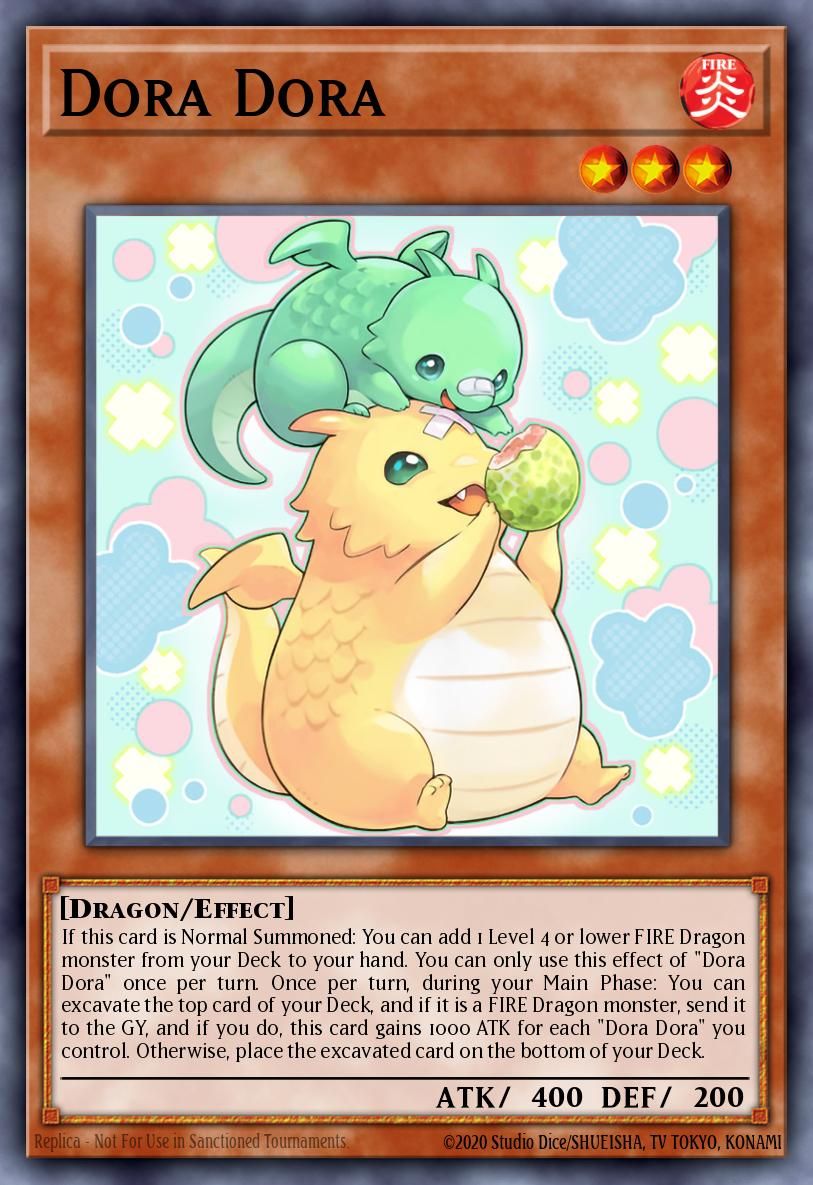 Dora Dora
FIRE
炎
[Dragon/Effect]
If this card is Normal Summoned: You can add 1 Level 4 or lower FIRE Dragon
monster from your Deck to your hand. You can only use this effect of "Dora
Dora" once per turn. Once per turn, during your Main Phase: You can
excavate the top card of your Deck, and if it is a FIRE Dragon monster, send it
to the GY, and if you do, this card gains 1000 ATK for each "Dora Dora" you
control. Otherwise, place the excavated card on the bottom of your Deck.
ATK/ 400 DEF/ 200
Replica - Not For Use in Sanctioned Tournaments.
©2020 Studio Dice/SHUEISHA, TV TOKYO, KONAMI